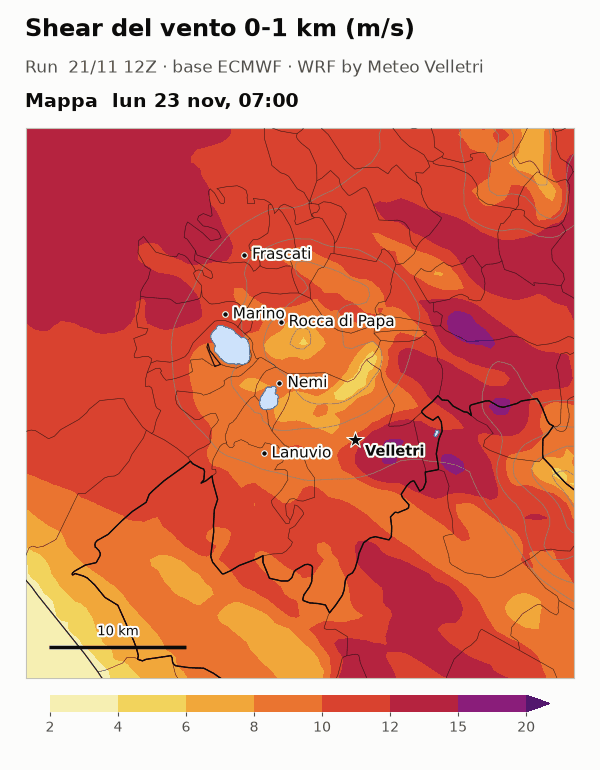 Shear del vento 0-1 km (m/s)
Run  21/11 12Z · base ECMWF · WRF by Meteo Velletri
Mappa  lun 23 nov, 07:00
Frascati
Marino
Rocca di Papa
Nemi
Velletri
Lanuvio
10 km
2 4 6 8 10 12 15 20